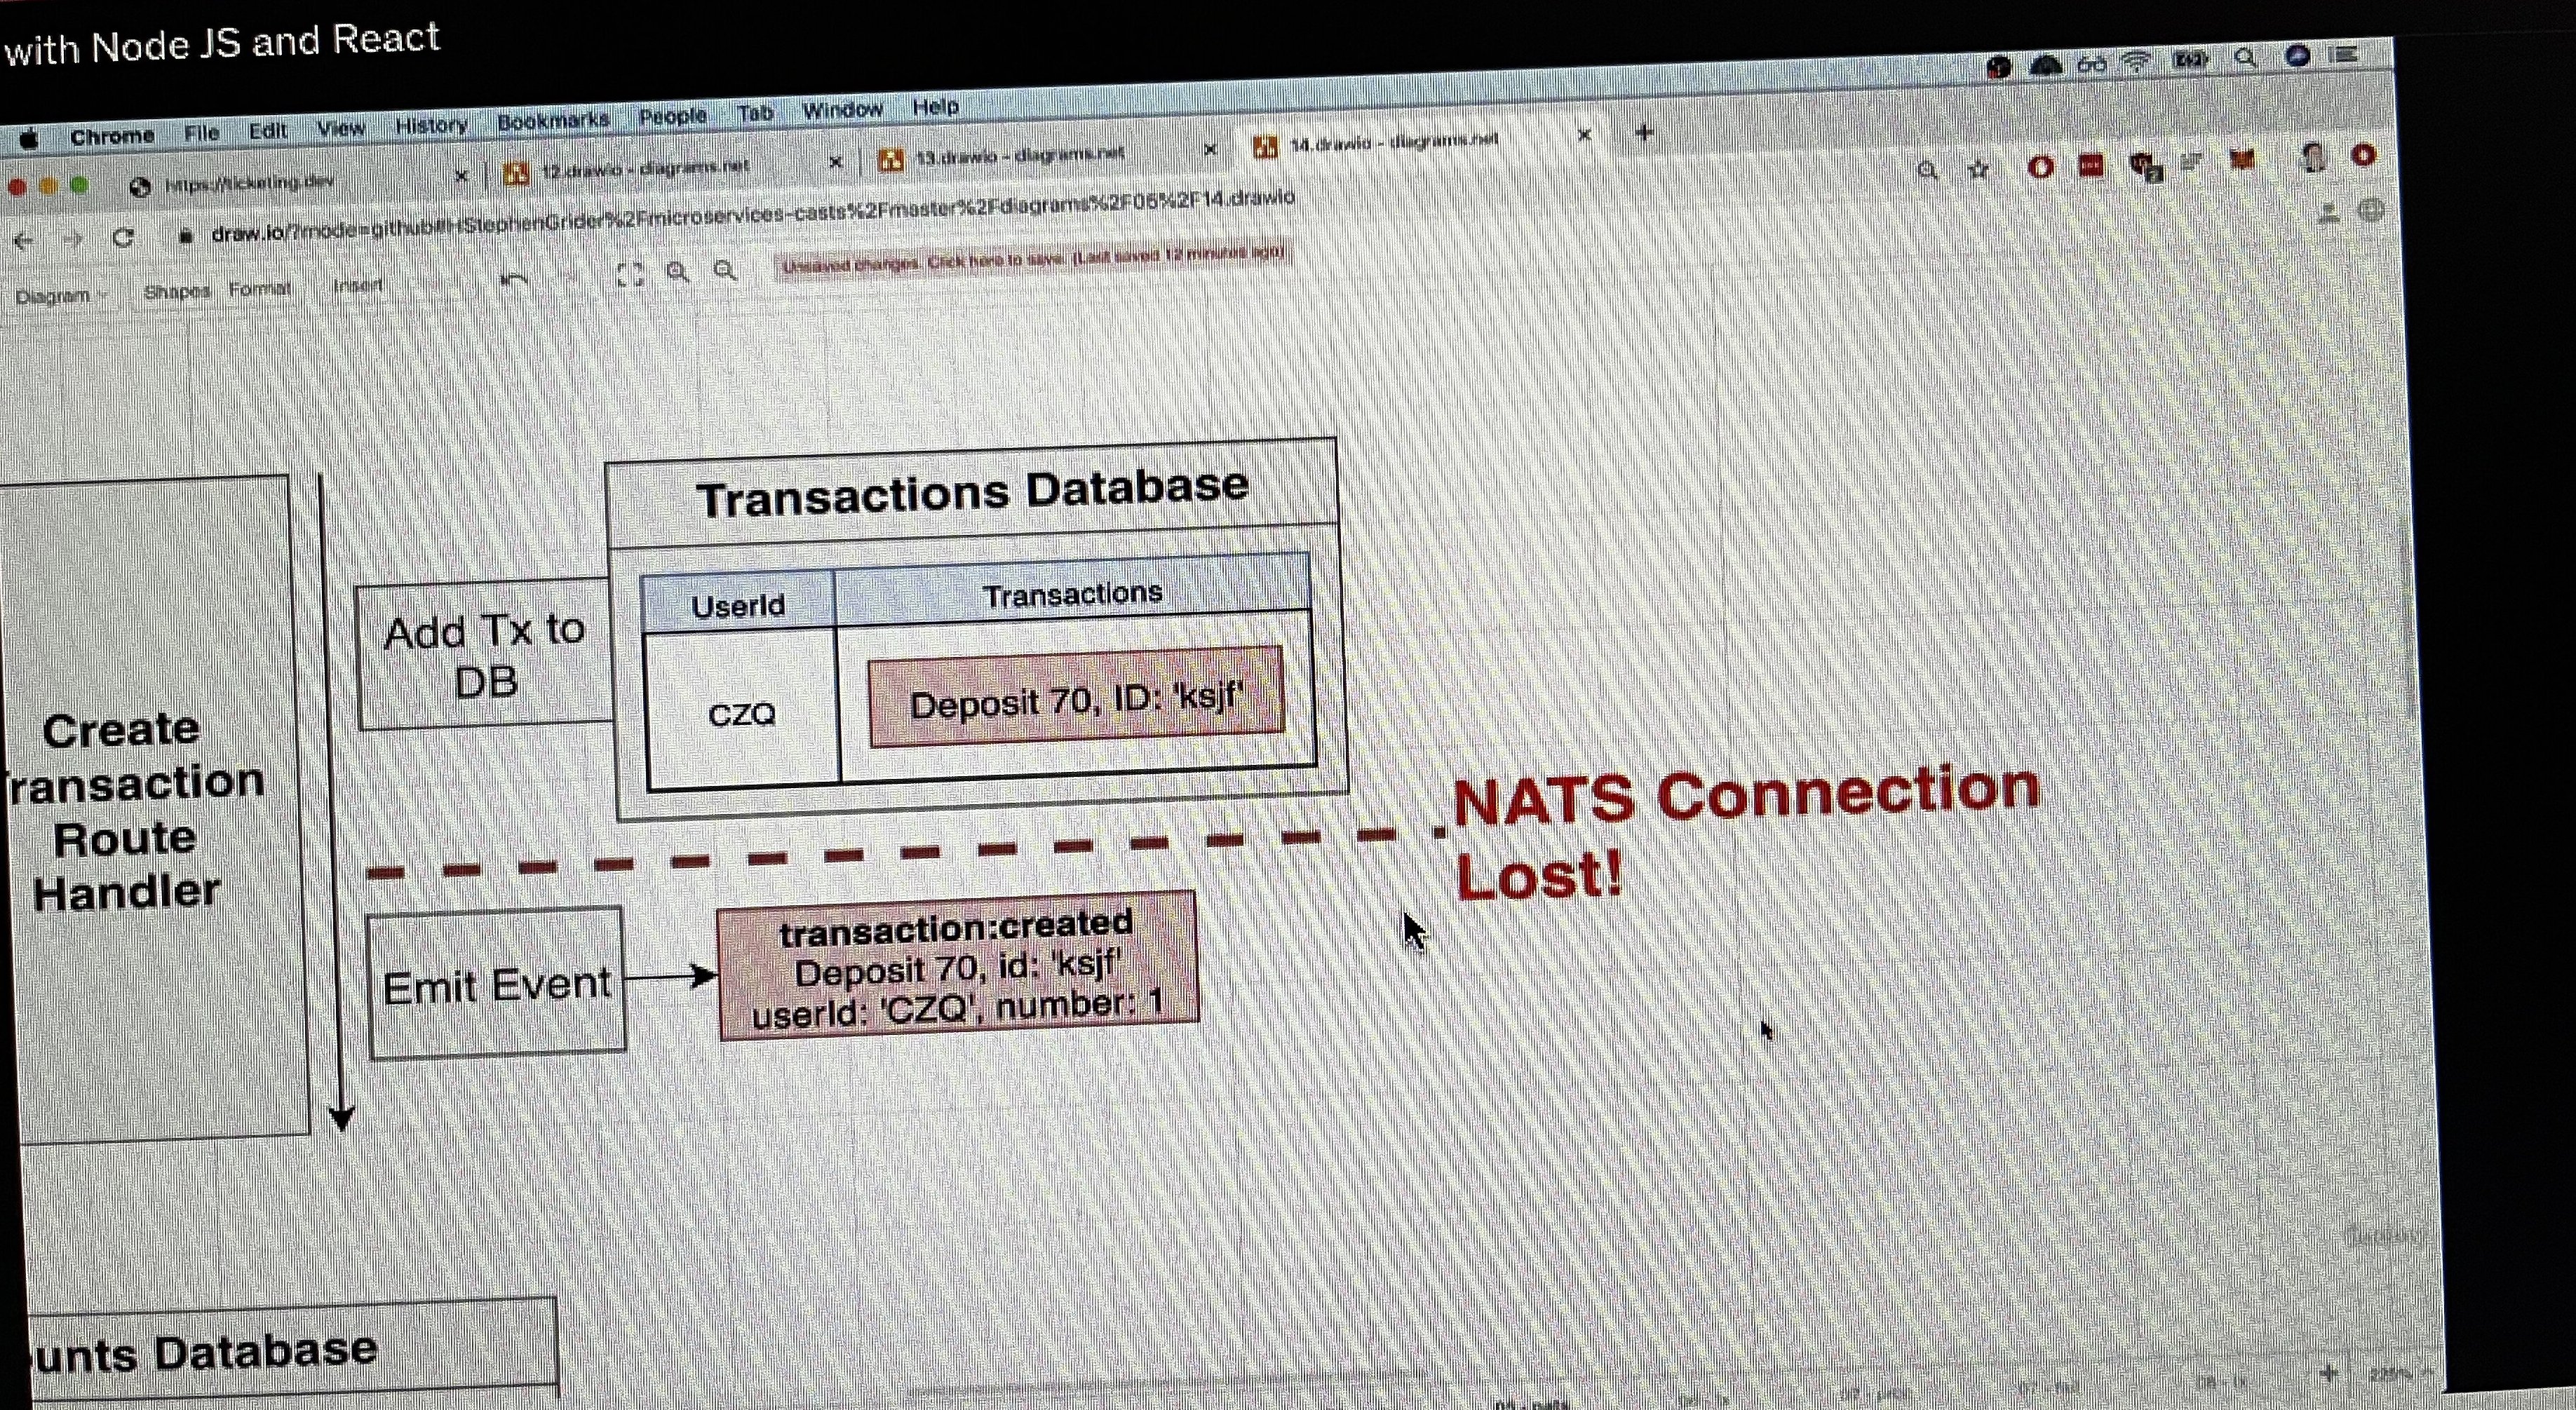 with Node JS and React
Chrome File Edit View History Bookmarks People Tab Window Help
https://ticketing.dev 12.drawio - diagrams.net 13.drawio - diagrams.net 14.drawio - diagrams.net
draw.io/?mode=github#HStephenGrider%2Fmicroservices-casts%2Fmaster%2Fdiagrams%2F05%2F14.drawio
Diagram Shapes Format Insert Unsaved changes. Click here to save. (Last saved 12 minutes ago)
Transactions Database
UserId Transactions
CZQ Deposit 70, ID: 'ksjf'
Add Tx to
DB
Create
ransaction
Route
Handler
NATS Connection
Lost!
Emit Event
transaction:created
Deposit 70, id: 'ksjf'
userId: 'CZQ', number: 1
unts Database